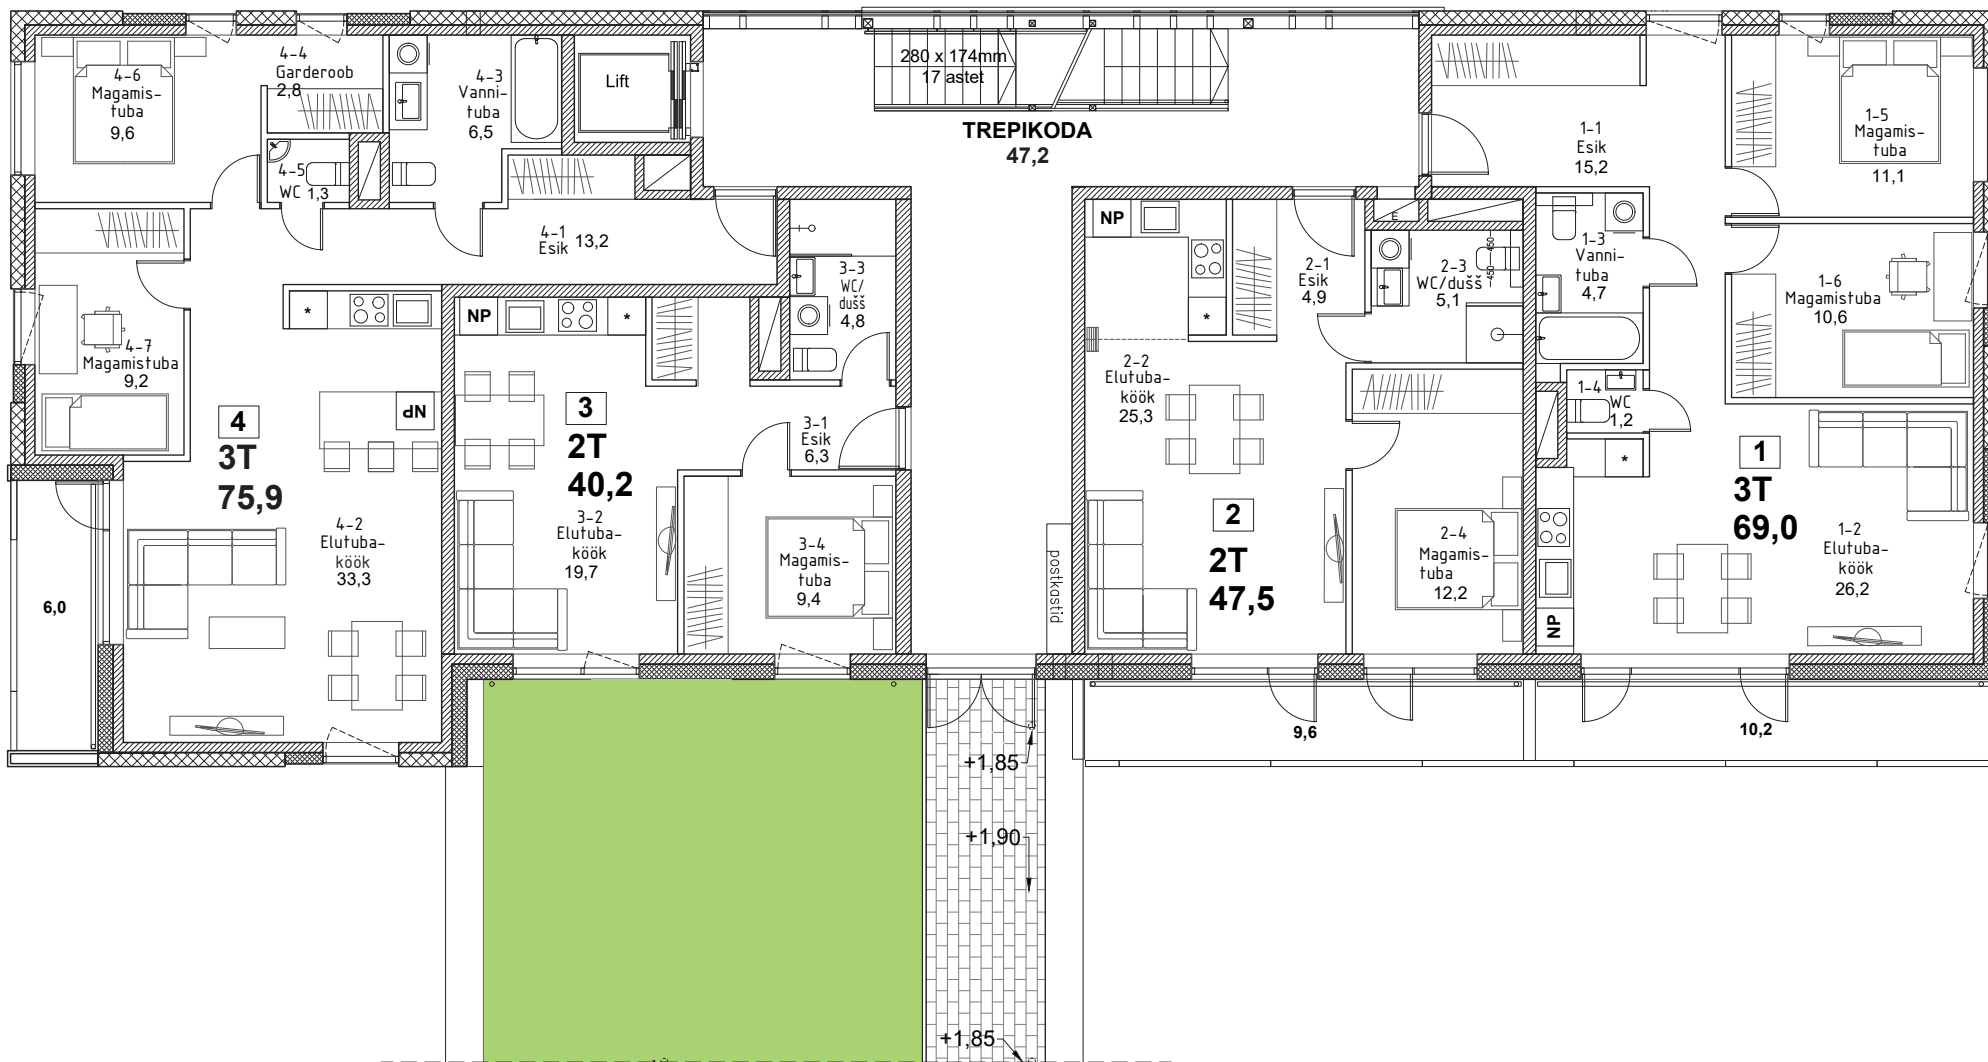 4-6
Magamis-
tuba
9,6
4-4
Garderoob
2,8
4-3
Vanni-
tuba
6,5
Lift
280 x 174mm
17 astet
TREPIKODA
47,2
1-1
Esik
15,2
1-5
Magamis-
tuba
11,1
4-5
WC 1,3
4-1
Esik 13,2
3-3
WC/
dušš
4,8
NP
2-1
Esik
4,9
E
2-3
WC/dušš
5,1
450
450
1-3
Vanni-
tuba
4,7
1-6
Magamistuba
10,6
*
NP
*
*
4-7
Magamistuba
9,2
2-2
Elutuba-
köök
25,3
1-4
WC
1,2
*
4
3T
75,9
NP
3
2T
40,2
3-1
Esik
6,3
1
3T
69,0
4-2
Elutuba-
köök
33,3
3-2
Elutuba-
köök
19,7
3-4
Magamis-
tuba
9,4
postkastid
2
2T
47,5
2-4
Magamis-
tuba
12,2
1-2
Elutuba-
köök
26,2
NP
6,0
9,6
10,2
+1,85
+1,90
+1,85